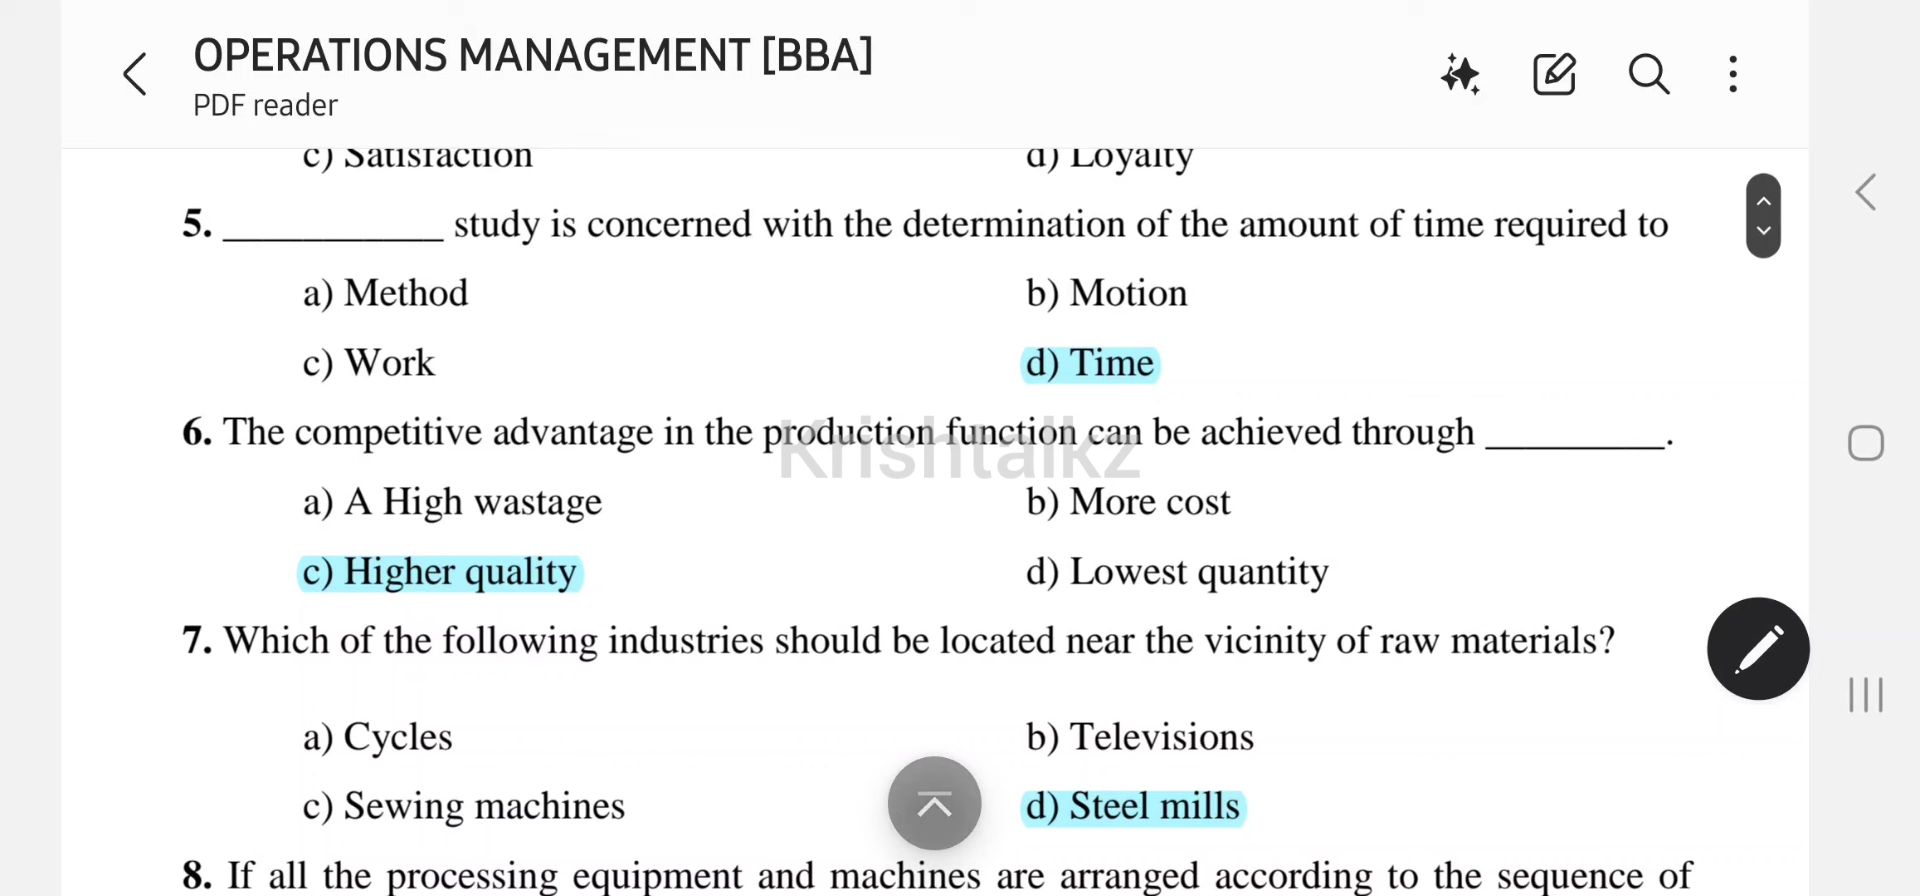 OPERATIONS MANAGEMENT [BBA]
PDF reader
c) Satisfaction d) Loyalty
5. ___________ study is concerned with the determination of the amount of time required to
a) Method b) Motion
c) Work d) Time
6. The competitive advantage in the production function can be achieved through _________.
Krishtalkz
a) A High wastage b) More cost
c) Higher quality d) Lowest quantity
7. Which of the following industries should be located near the vicinity of raw materials?
a) Cycles b) Televisions
c) Sewing machines d) Steel mills
8. If all the processing equipment and machines are arranged according to the sequence of